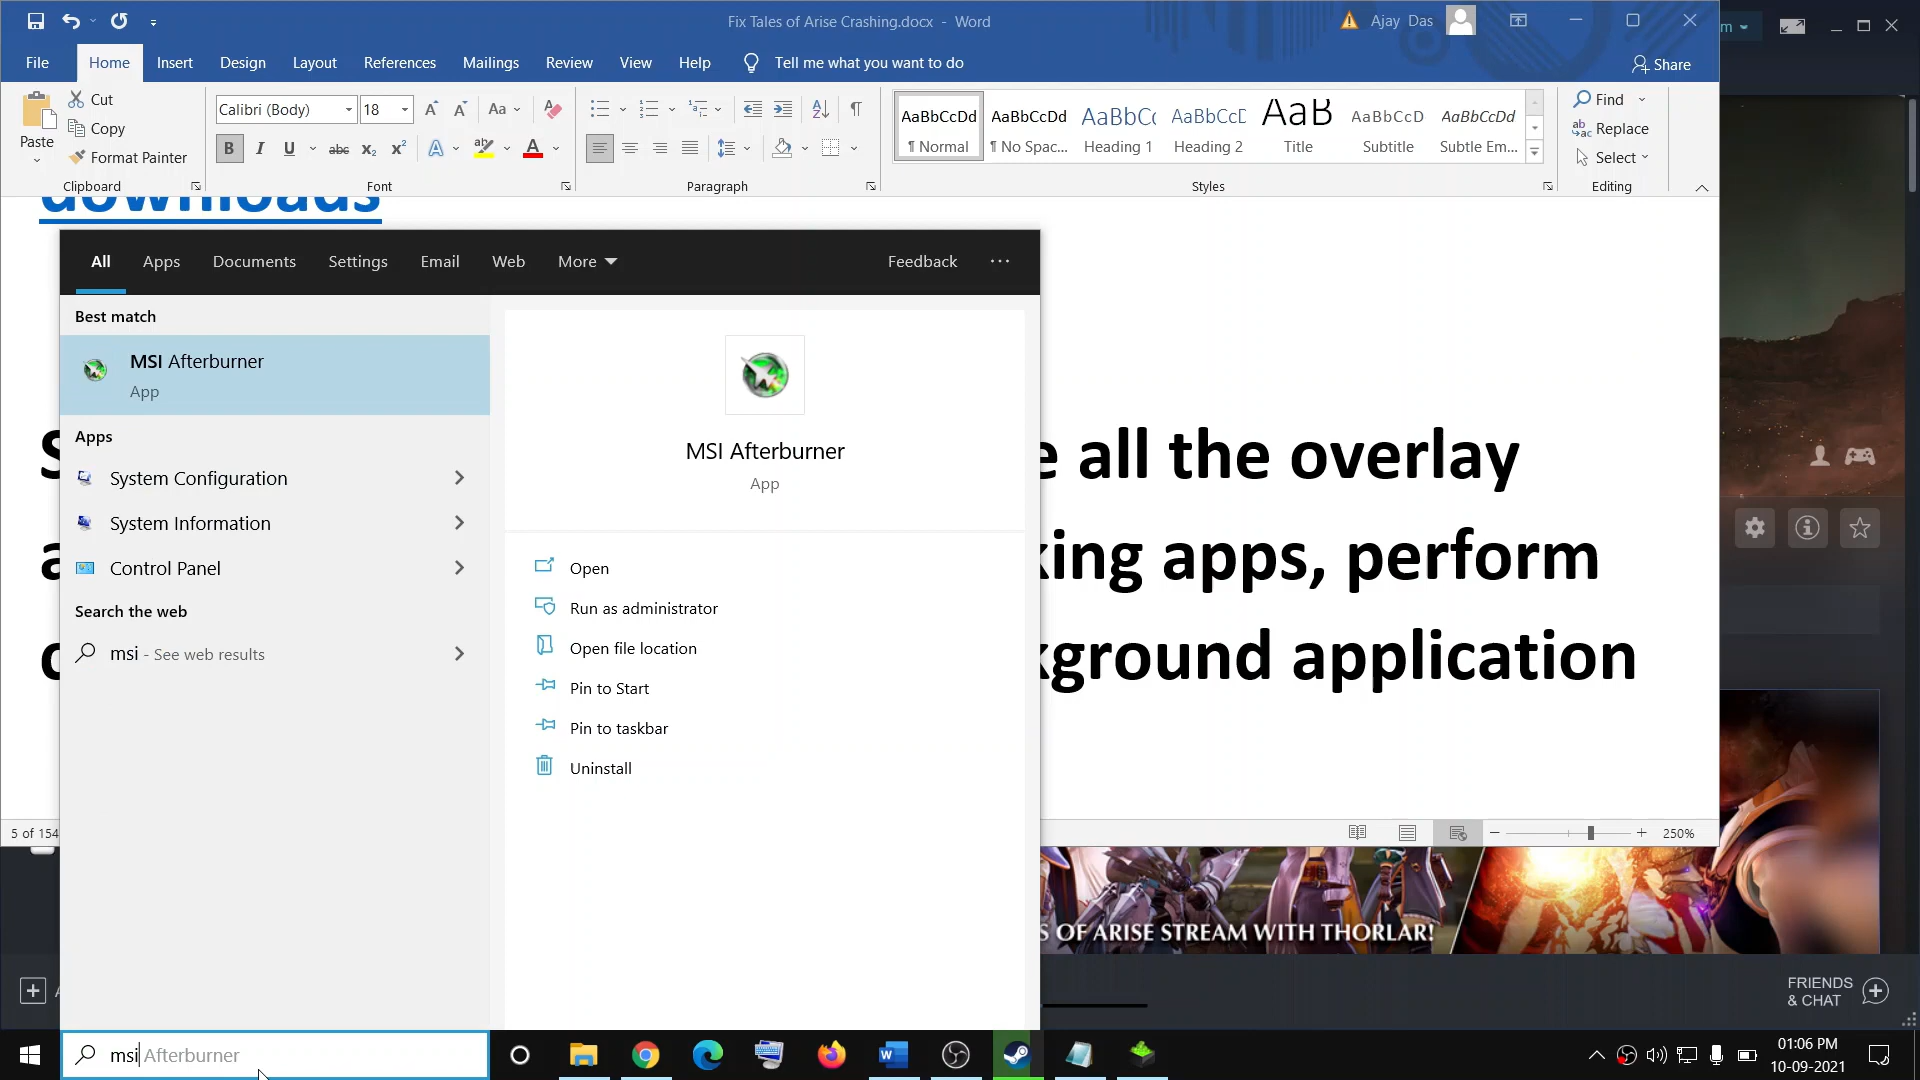 Fix Tales of Arise Crashing.docx - Word
Ajay Das
File Home Insert Design Layout References Mailings Review View Help Tell me what you want to do
Share
Paste
Cut
Copy
Format Painter
Clipboard
Calibri (Body) 18
Aa
B I U abc x₂ x²
Font
Paragraph
AaBbCcDd AaBbCcDd AaBbCc AaBbCcD AaB AaBbCcD AaBbCcDd
¶ Normal ¶ No Spac... Heading 1 Heading 2 Title Subtitle Subtle Em...
Styles
Find
Replace
Select
Editing
downloads
All Apps Documents Settings Email Web More Feedback ...
Best match
MSI Afterburner
App
Apps
System Configuration
System Information
Control Panel
Search the web
msi - See web results
MSI Afterburner
App
Open
Run as administrator
Open file location
Pin to Start
Pin to taskbar
Uninstall
all the overlay
king apps, perform
kground application
5 of 154
250%
S OF ARISE STREAM WITH THORLAR!
FRIENDS
& CHAT
msi Afterburner
01:06 PM
10-09-2021